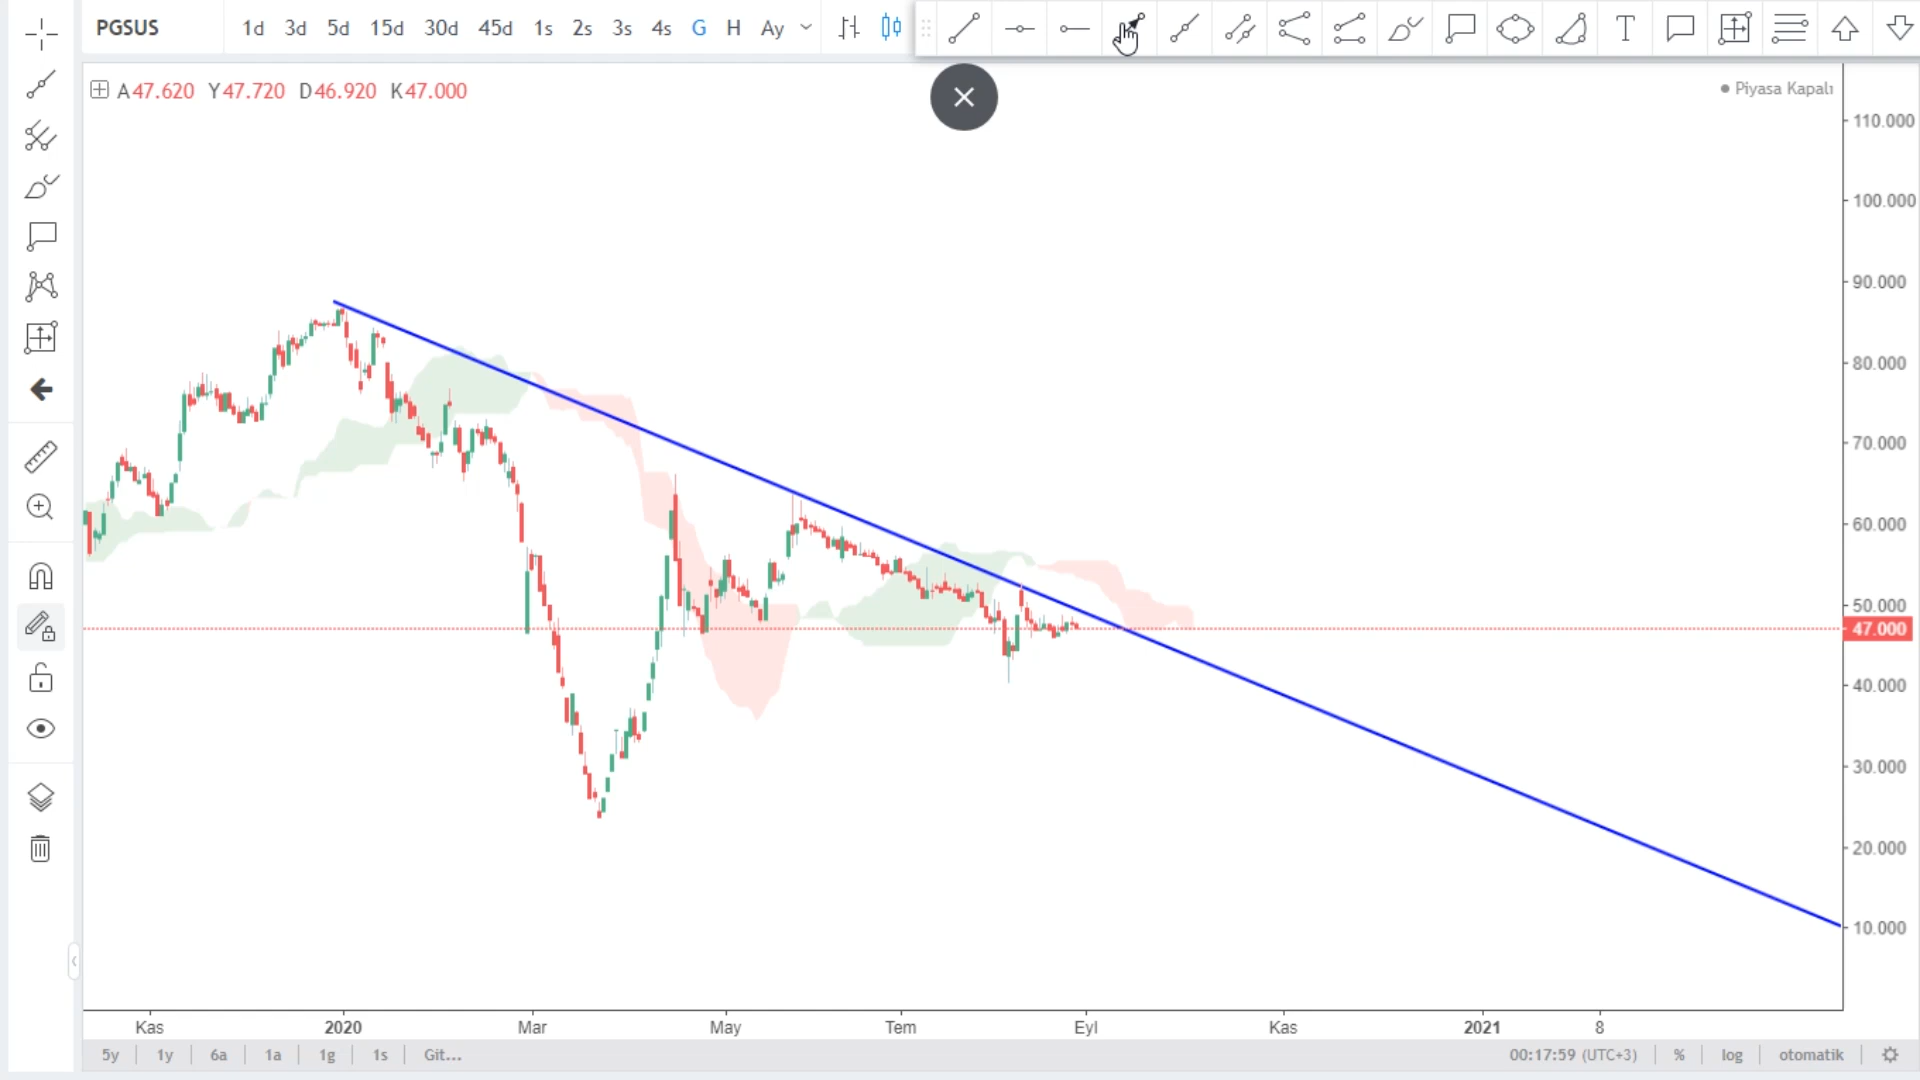 PGSUS 1d 3d 5d 15d 30d 45d 1s 2s 3s 4s G H Ay T
A47.620 Y47.720 D46.920 K47.000
Piyasa Kapalı
110.000
100.000
90.000
80.000
70.000
60.000
50.000
47.000
40.000
30.000
20.000
10.000
Kas 2020 Mar May Tem Eyl Kas 2021 8
5y 1y 6a 1a 1g 1s Git... 00:17:59 (UTC+3) % log otomatik